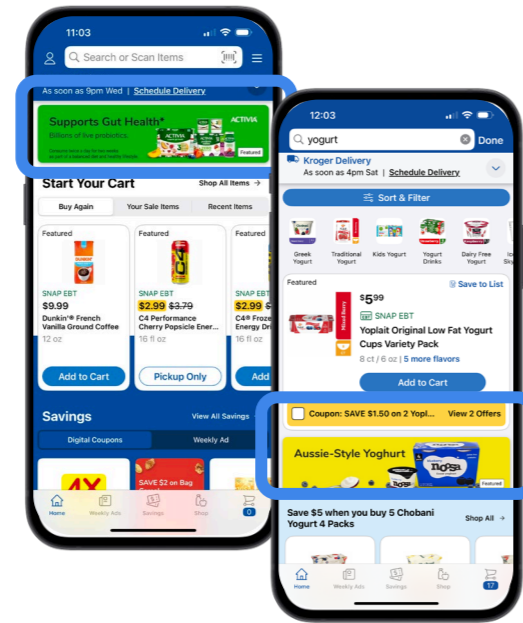 11:03
Search or Scan Items
As soon as 9pm Wed | Schedule Delivery
Supports Gut Health*
Billions of live probiotics.
ACTIVIA
ACTIVIA
Featured
Start Your Cart
Shop All Items →
Buy Again
Your Sale Items
Recent Items
Featured
SNAP EBT
$9.99
Dunkin'® French
Vanilla Ground Coffee
12 oz
Add to Cart
Featured
C4
SNAP EBT
$2.99 $3.79
C4 Performance
Cherry Popsicle Ener...
16 fl oz
Pickup Only
Featured
SNAP EBT
$2.99
C4® Froze
Energy Dri
16 fl oz
Add
Savings
View All Savings
Digital Coupons
Weekly Ad
4X
SAVE $2 on Bag
Home
Weekly Ads
Savings
Shop
0
12:03
yogurt
Done
Kroger Delivery
As soon as 4pm
Sat | Schedule Delivery
Sort & Filter
Greek
Yogurt
Traditional
Yogurt
Kids Yogurt
Yogurt
Drinks
Dairy Free
Yogurt
Featured
Save to List
Mixed Berry
$599
SNAP EBT
Yoplait Original Low Fat Yogurt
Cups Variety Pack
8 ct / 6 oz | 5 more flavors
Add to Cart
Coupon: SAVE $1.50 on 2 Yopl...
View 2 Offers
Aussie-Style Yoghurt
noosa
noosa
Featured
Save $5 when you buy 5 Chobani
Yogurt 4 Packs
Shop All →
Home
Weekly Ads
Savings
Shop
17